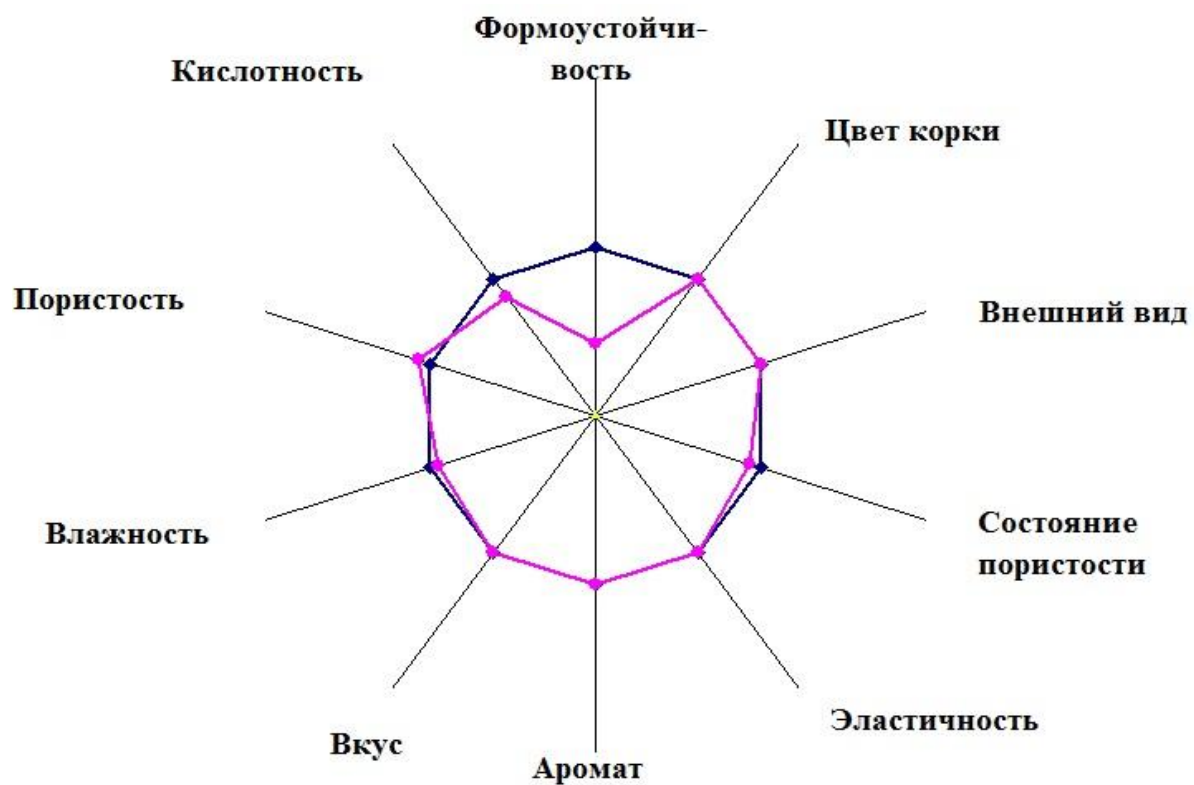 Формоустойчи-
вость
Кислотность
Цвет корки
Пористость
Внешний вид
Влажность
Состояние
пористости
Вкус
Эластичность
Аромат